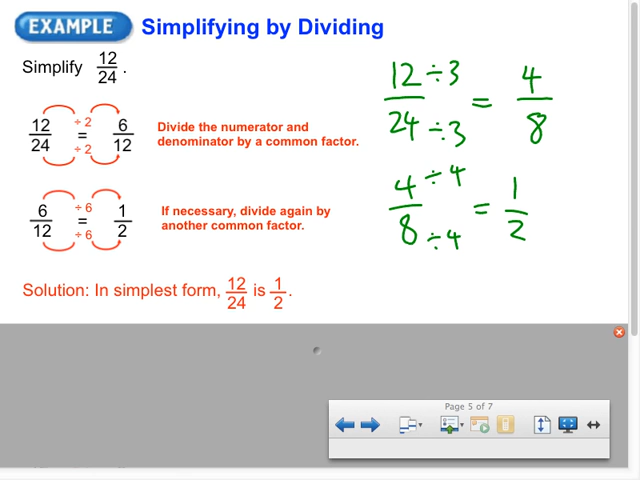 EXAMPLE Simplifying by Dividing
Simplify 12/24.
12/24 ÷ 2 = ÷ 2 6/12
Divide the numerator and
denominator by a common factor.
6/12 ÷ 6 = ÷ 6 1/2
If necessary, divide again by
another common factor.
Solution: In simplest form, 12/24 is 1/2.
12 ÷3 / 24 ÷3 = 4/8
4 ÷4 / 8 ÷4 = 1/2
Page 5 of 7